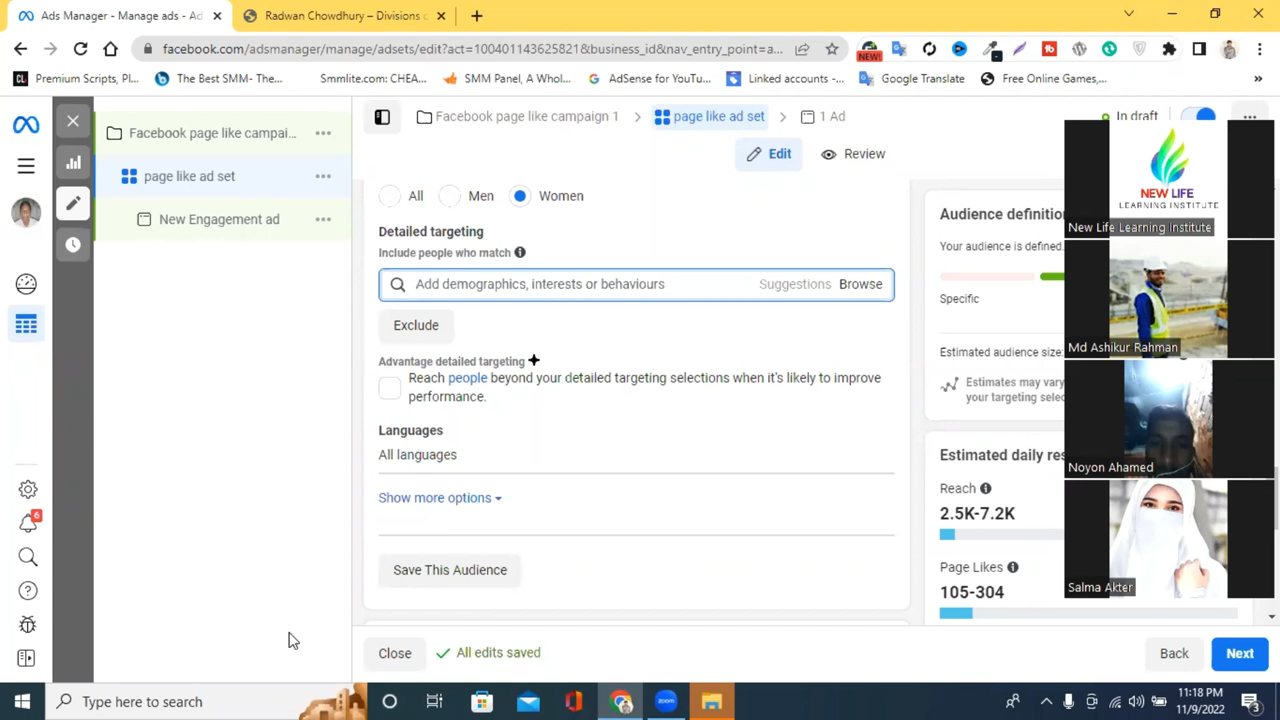 Ads Manager - Manage ads - Ad
Radwan Chowdhury – Divisions o
facebook.com/adsmanager/manage/adsets/edit?act=100401143625821&business_id&nav_entry_point=a...
NEW!
Premium Scripts, Pl...
The Best SMM- The...
Smmlite.com: CHEA...
SMM Panel, A Whol...
AdSense for YouTu...
Linked accounts -...
Google Translate
Free Online Games,...
Facebook page like campai...
page like ad set
New Engagement ad
6
Facebook page like campaign 1
page like ad set
1 Ad
In draft
Edit
Review
All
Men
Women
Detailed targeting
Include people who match
Add demographics, interests or behaviours
Suggestions
Browse
Exclude
Advantage detailed targeting
Reach people beyond your detailed targeting selections when it's likely to improve
performance.
Languages
All languages
Show more options
Save This Audience
Close
All edits saved
Back
Next
Audience definitio
Your audience is defined.
Specific
Estimated audience size:
Estimates may vary
your targeting selec
Estimated daily res
Reach
2.5K-7.2K
Page Likes
105-304
NEW LIFE
LEARNING INSTITUTE
New Life Learning Institute
Md Ashikur Rahman
Noyon Ahamed
Salma Akter
Type here to search
11:18 PM
11/9/2022
3